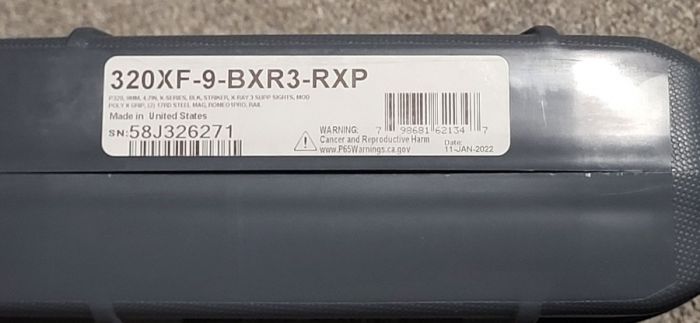 320XF-9-BXR3-RXP
P320, 9MM, 4.7IN, X-SERIES, BLK, STRIKER, X-RAY 3 SUPP SIGHTS, MOD
POLY X GRIP, (2) 17RD STEEL MAG, ROMEO1PRO, RAIL
Made in United States
SN:58J326271
WARNING:
Cancer and Reproductive Harm
www.P65Warnings.ca.gov
7 98681 62134 7
Date:
11-JAN-2022